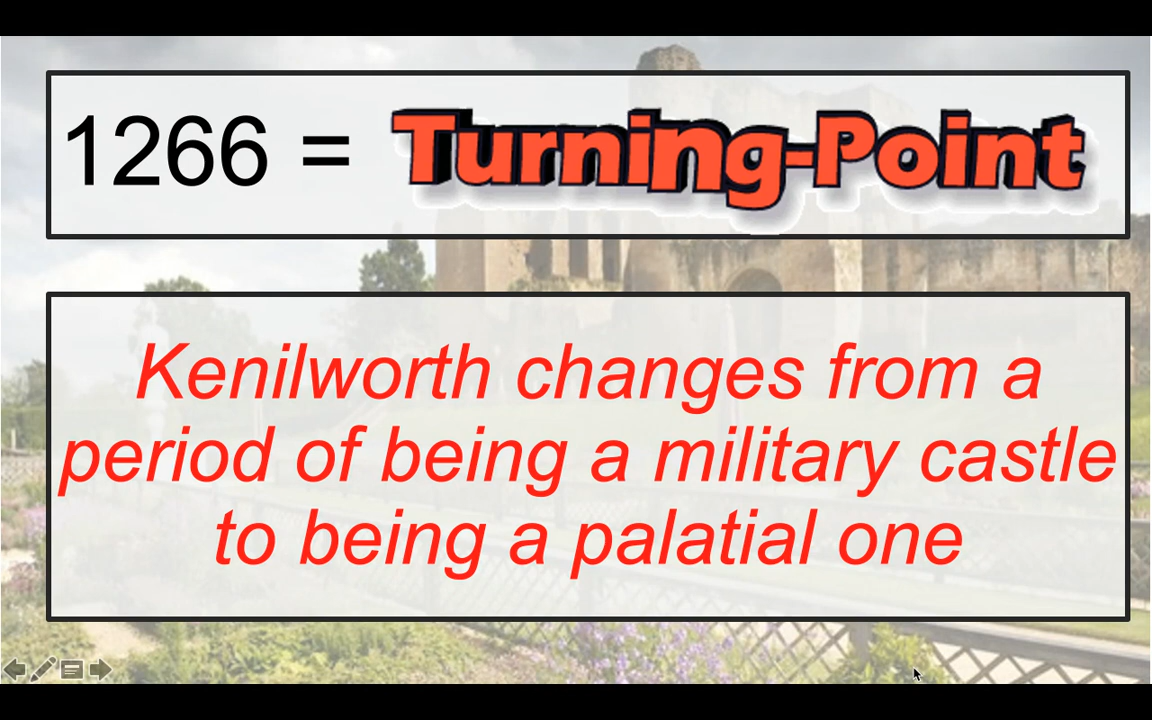 1266 = Turning-Point
Kenilworth changes from a
period of being a military castle
to being a palatial one